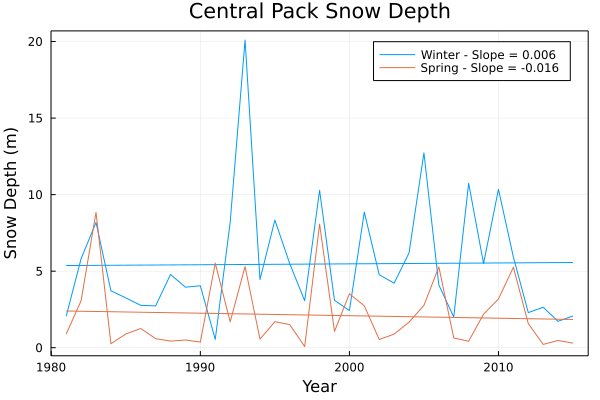 Central Pack Snow Depth
Winter - Slope = 0.006
Spring - Slope = -0.016
Snow Depth (m)
20
15
10
5
0
1980 1990 2000 2010
Year